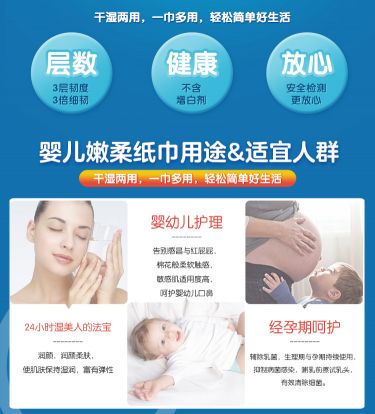 干湿两用，一巾多用，轻松简单好生活
层数
3层韧度
3倍细韧
健康
不含
增白剂
放心
安全检测
更放心
婴儿嫩柔纸巾用途&适宜人群
干湿两用，一巾多用，轻松简单好生活
婴幼儿护理
告别感昌与红屁屁，
棉花般柔软触感，
敏感肌适用度高，
呵护婴幼儿口鼻
24小时湿美人的法宝
润颜，润颜柔肤，
使肌肤保持湿润，富有弹性
经孕期呵护
辅除乳菌，生理期与孕期持续使用，
抑制病菌感染，哺乳前擦试乳头，
有效清除细菌。